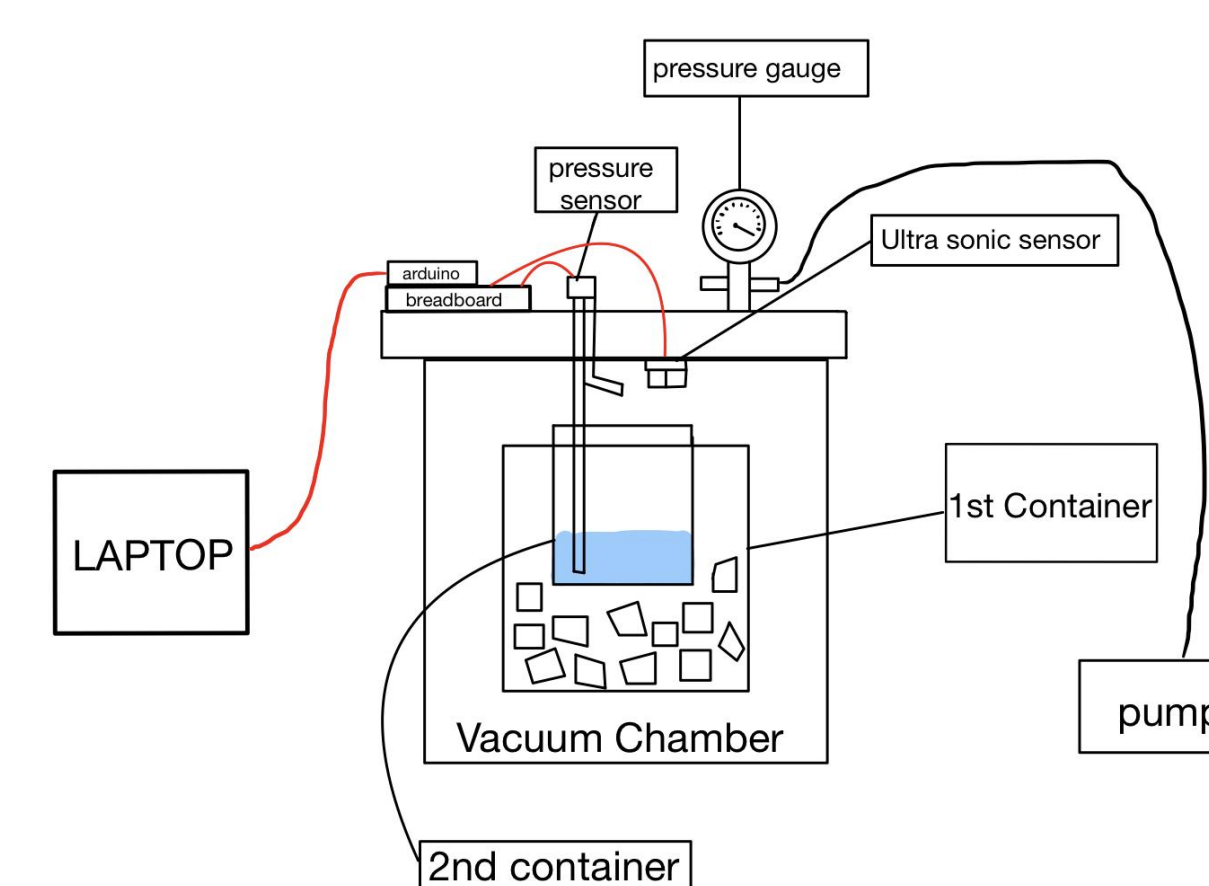 pressure gauge
pressure
sensor
Ultra sonic sensor
arduino
breadboard
1st Container
LAPTOP
pump
Vacuum Chamber
2nd container